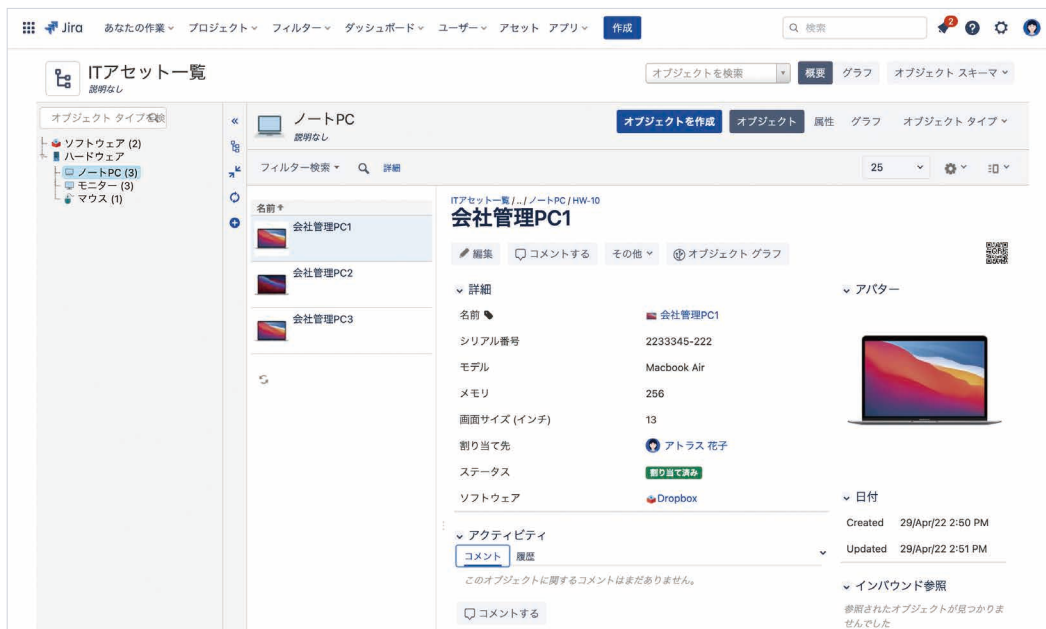 Jira あなたの作業 プロジェクト フィルター ダッシュボード ユーザー アセット アプリ 作成 検索 2
ITアセット一覧
説明なし
オブジェクトを検索 概要 グラフ オブジェクト スキーマ
オブジェクト タイプを検
ソフトウェア (2)
ハードウェア
ノートPC (3)
モニター (3)
マウス (1)
ノートPC
説明なし
オブジェクトを作成 オブジェクト 属性 グラフ オブジェクト タイプ
フィルター検索 詳細 25
名前
会社管理PC1
会社管理PC2
会社管理PC3
ITアセット一覧 / .. / ノートPC / HW-10
会社管理PC1
編集 コメントする その他 オブジェクト グラフ
詳細
名前 会社管理PC1
シリアル番号 2233345-222
モデル Macbook Air
メモリ 256
画面サイズ (インチ) 13
割り当て先 アトラス 花子
ステータス 割り当て済み
ソフトウェア Dropbox
アクティビティ
コメント 履歴
このオブジェクトに関するコメントはまだありません。
コメントする
アバター
日付
Created 29/Apr/22 2:50 PM
Updated 29/Apr/22 2:51 PM
インバウンド参照
参照されたオブジェクトが見つかりま
せんでした